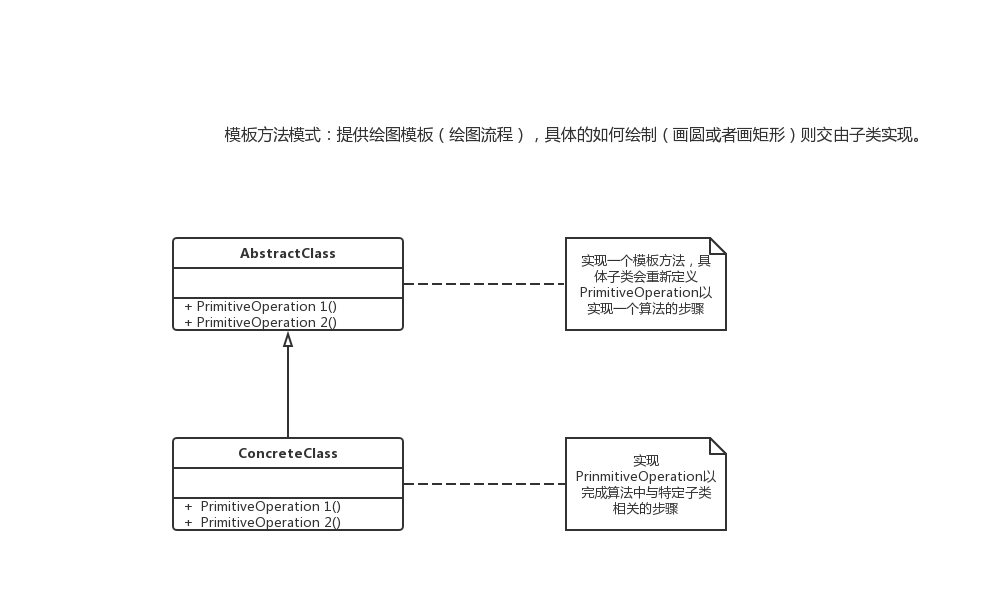 模板方法模式：提供绘图模板（绘图流程），具体的如何绘制（画圆或者画矩形）则交由子类实现。
AbstractClass
+ PrimitiveOperation 1()
+ PrimitiveOperation 2()
实现一个模板方法，具
体子类会重新定义
PrimitiveOperation以
实现一个算法的步骤
ConcreteClass
+  PrimitiveOperation 1()
+  PrimitiveOperation 2()
实现
PrinmitiveOperation以
完成算法中与特定子类
相关的步骤